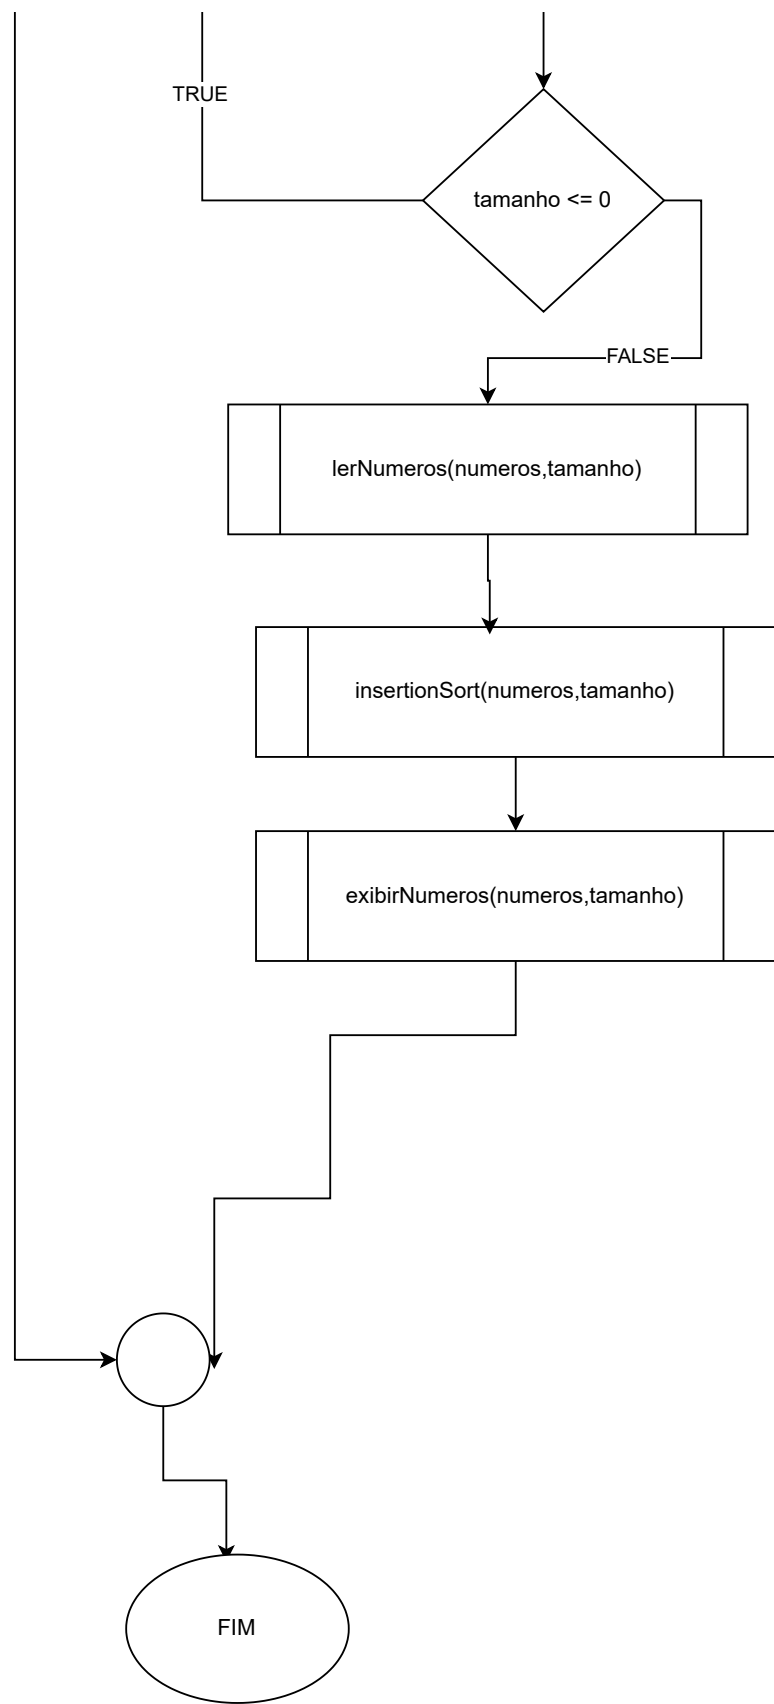 TRUE
tamanho <= 0
FALSE
lerNumeros(numeros,tamanho)
insertionSort(numeros,tamanho)
exibirNumeros(numeros,tamanho)
FIM